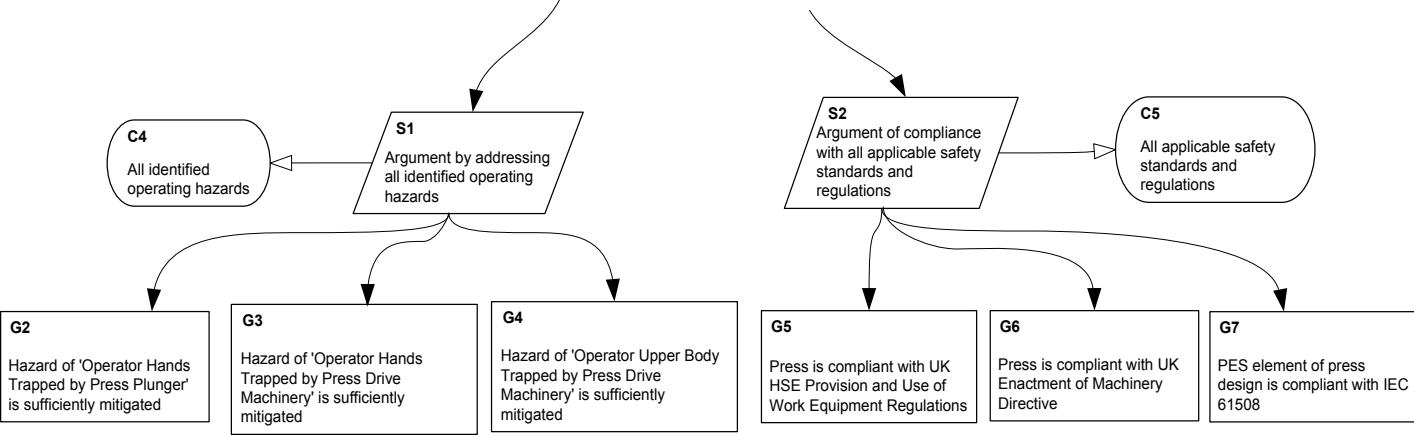 C4
All identified
operating hazards
S1
Argument by addressing
all identified operating
hazards
S2
Argument of compliance
with all applicable safety
standards and
regulations
C5
All applicable safety
standards and
regulations
G2
Hazard of 'Operator Hands
Trapped by Press Plunger'
is sufficiently mitigated
G3
Hazard of 'Operator Hands
Trapped by Press Drive
Machinery' is sufficiently
mitigated
G4
Hazard of 'Operator Upper Body
Trapped by Press Drive
Machinery' is sufficiently
mitigated
G5
Press is compliant with UK
HSE Provision and Use of
Work Equipment Regulations
G6
Press is compliant with UK
Enactment of Machinery
Directive
G7
PES element of press
design is compliant with IEC
61508